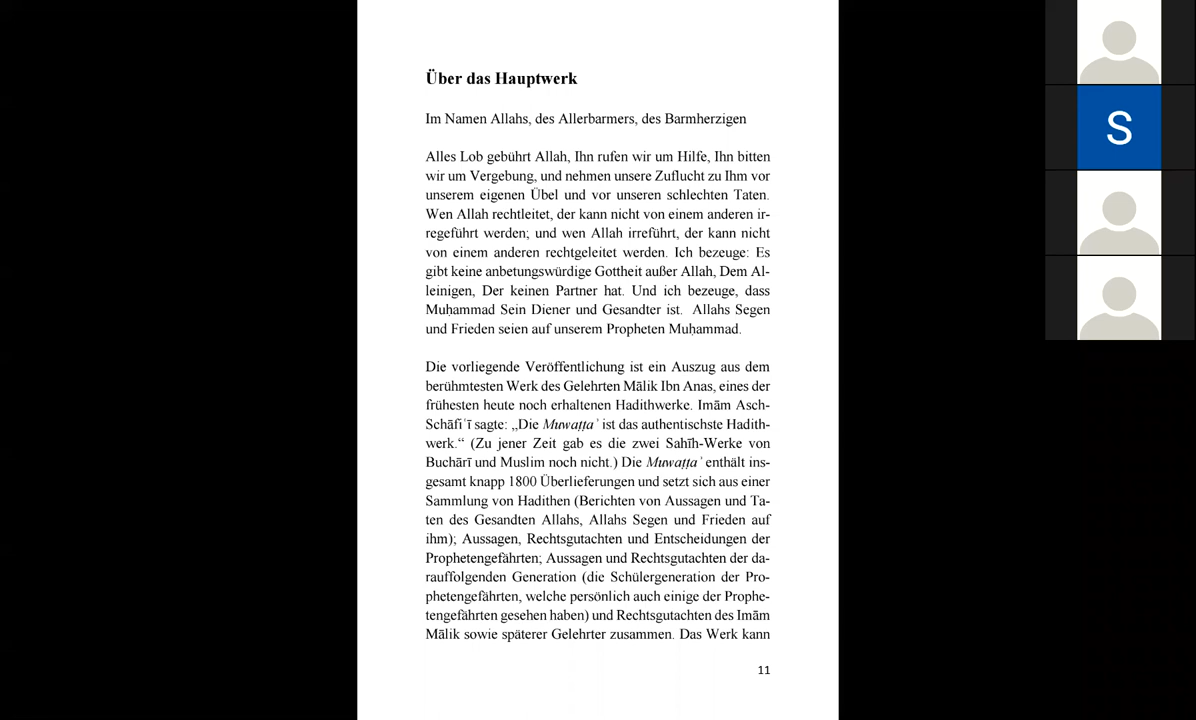 Über das Hauptwerk
Im Namen Allahs, des Allerbarmers, des Barmherzigen
Alles Lob gebührt Allah, Ihn rufen wir um Hilfe, Ihn bitten
wir um Vergebung, und nehmen unsere Zuflucht zu Ihm vor
unserem eigenen Übel und vor unseren schlechten Taten.
Wen Allah rechtleitet, der kann nicht von einem anderen ir-
regeführt werden; und wen Allah irreführt, der kann nicht
von einem anderen rechtgeleitet werden. Ich bezeuge: Es
gibt keine anbetungswürdige Gottheit außer Allah, Dem Al-
leinigen, Der keinen Partner hat. Und ich bezeuge, dass
Muḥammad Sein Diener und Gesandter ist. Allahs Segen
und Frieden seien auf unserem Propheten Muḥammad.
Die vorliegende Veröffentlichung ist ein Auszug aus dem
berühmtesten Werk des Gelehrten Mālik Ibn Anas, eines der
frühesten heute noch erhaltenen Hadithwerke. Imām Asch-
Schāfiʿī sagte: „Die Muwaṭṭaʾ ist das authentischste Hadith-
werk.“ (Zu jener Zeit gab es die zwei Sahīh-Werke von
Buchārī und Muslim noch nicht.) Die Muwaṭṭaʾ enthält ins-
gesamt knapp 1800 Überlieferungen und setzt sich aus einer
Sammlung von Hadithen (Berichten von Aussagen und Ta-
ten des Gesandten Allahs, Allahs Segen und Frieden auf
ihm); Aussagen, Rechtsgutachten und Entscheidungen der
Prophetengefährten; Aussagen und Rechtsgutachten der da-
rauffolgenden Generation (die Schülergeneration der Pro-
phetengefährten, welche persönlich auch einige der Prophe-
tengefährten gesehen haben) und Rechtsgutachten des Imām
Mālik sowie späterer Gelehrter zusammen. Das Werk kann
11
S